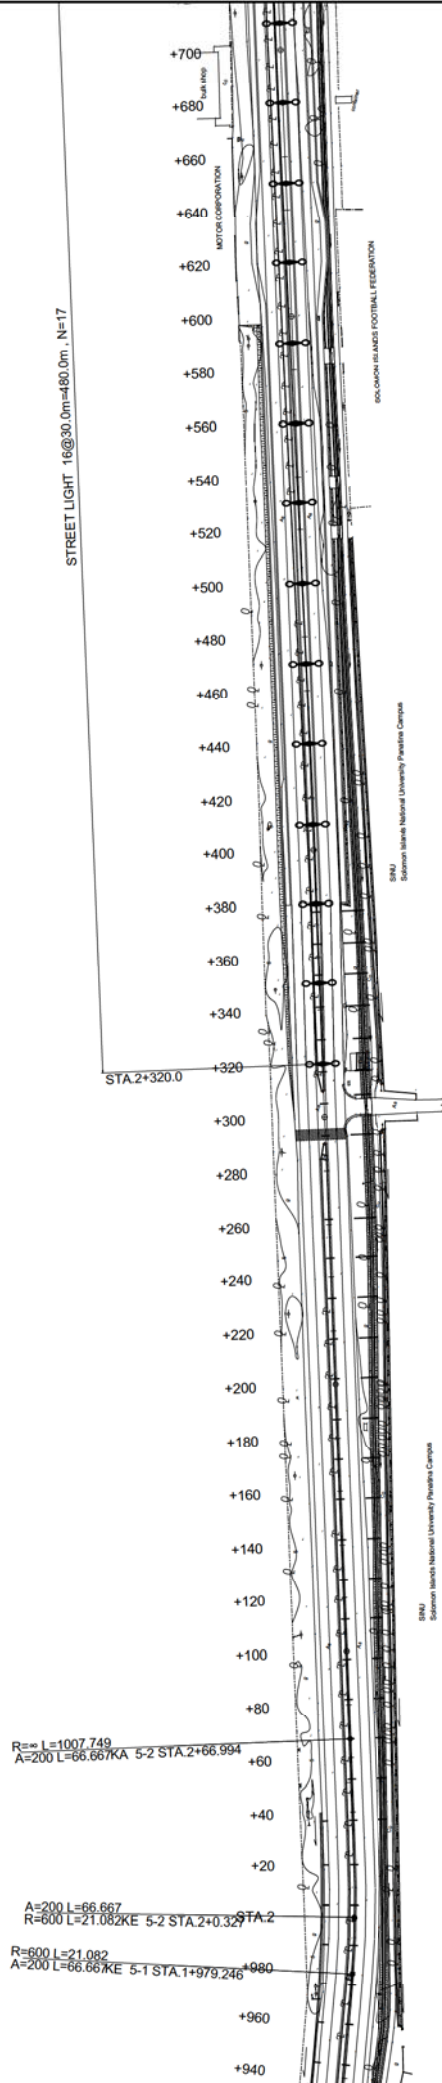 +700
bulk shop
+680
+660
MOTOR CORPORATION
+640
+620
SOLOMON ISLANDS FOOTBALL FEDERATION
+600
+580
STREET LIGHT 16@30.0m=480.0m , N=17
+560
+540
+520
+500
+480
+460
+440
+420
SINU
Solomon Islands National University Panatina Campus
+400
+380
+360
+340
+320
STA.2+320.0
+300
+280
+260
+240
+220
+200
+180
+160
+140
SINU
Solomon Islands National University Panatina Campus
+120
+100
+80
R=∞ L=1007.749
A=200 L=66.667KA 5-2 STA.2+66.994
+60
+40
+20
A=200 L=66.667
R=600 L=21.082KE 5-2 STA.2+0.327
STA.2
R=600 L=21.082
A=200 L=66.667KE 5-1 STA.1+979.246
+980
+960
+940